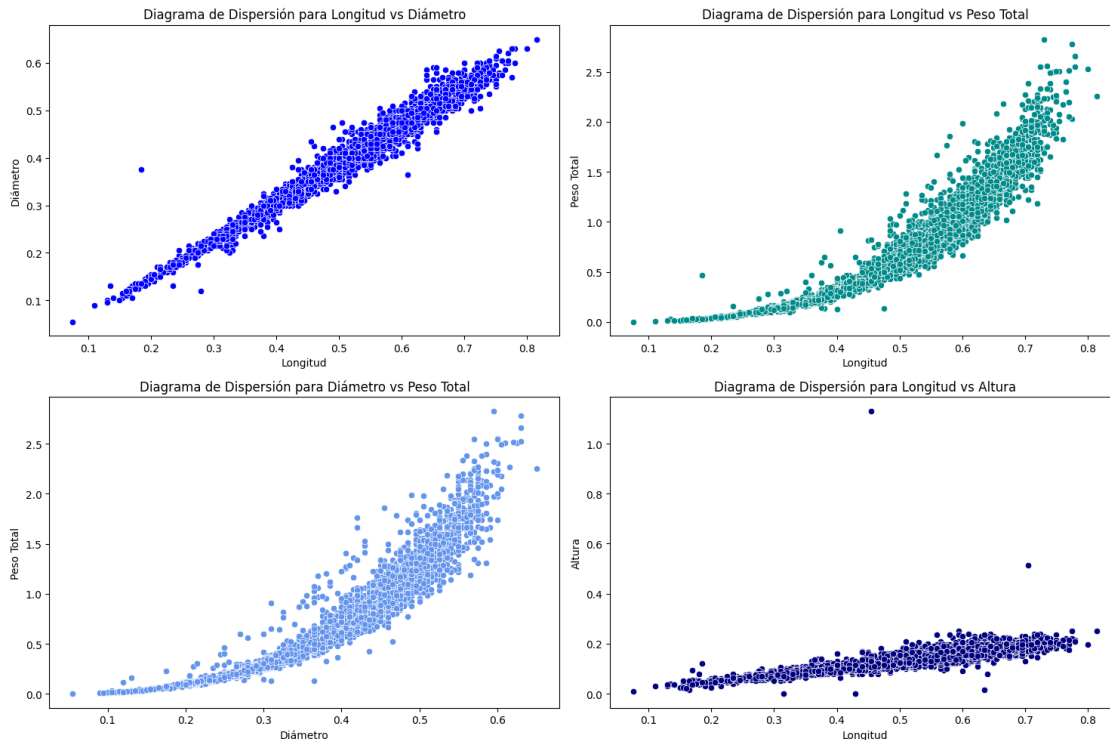 Diagrama de Dispersión para Longitud vs Diámetro
Diámetro
0.6
0.5
0.4
0.3
0.2
0.1
0.1 0.2 0.3 0.4 0.5 0.6 0.7 0.8
Longitud
Diagrama de Dispersión para Longitud vs Peso Total
Peso Total
2.5
2.0
1.5
1.0
0.5
0.0
0.1 0.2 0.3 0.4 0.5 0.6 0.7 0.8
Longitud
Diagrama de Dispersión para Diámetro vs Peso Total
Peso Total
2.5
2.0
1.5
1.0
0.5
0.0
0.1 0.2 0.3 0.4 0.5 0.6
Diámetro
Diagrama de Dispersión para Longitud vs Altura
Altura
1.0
0.8
0.6
0.4
0.2
0.0
0.1 0.2 0.3 0.4 0.5 0.6 0.7 0.8
Longitud